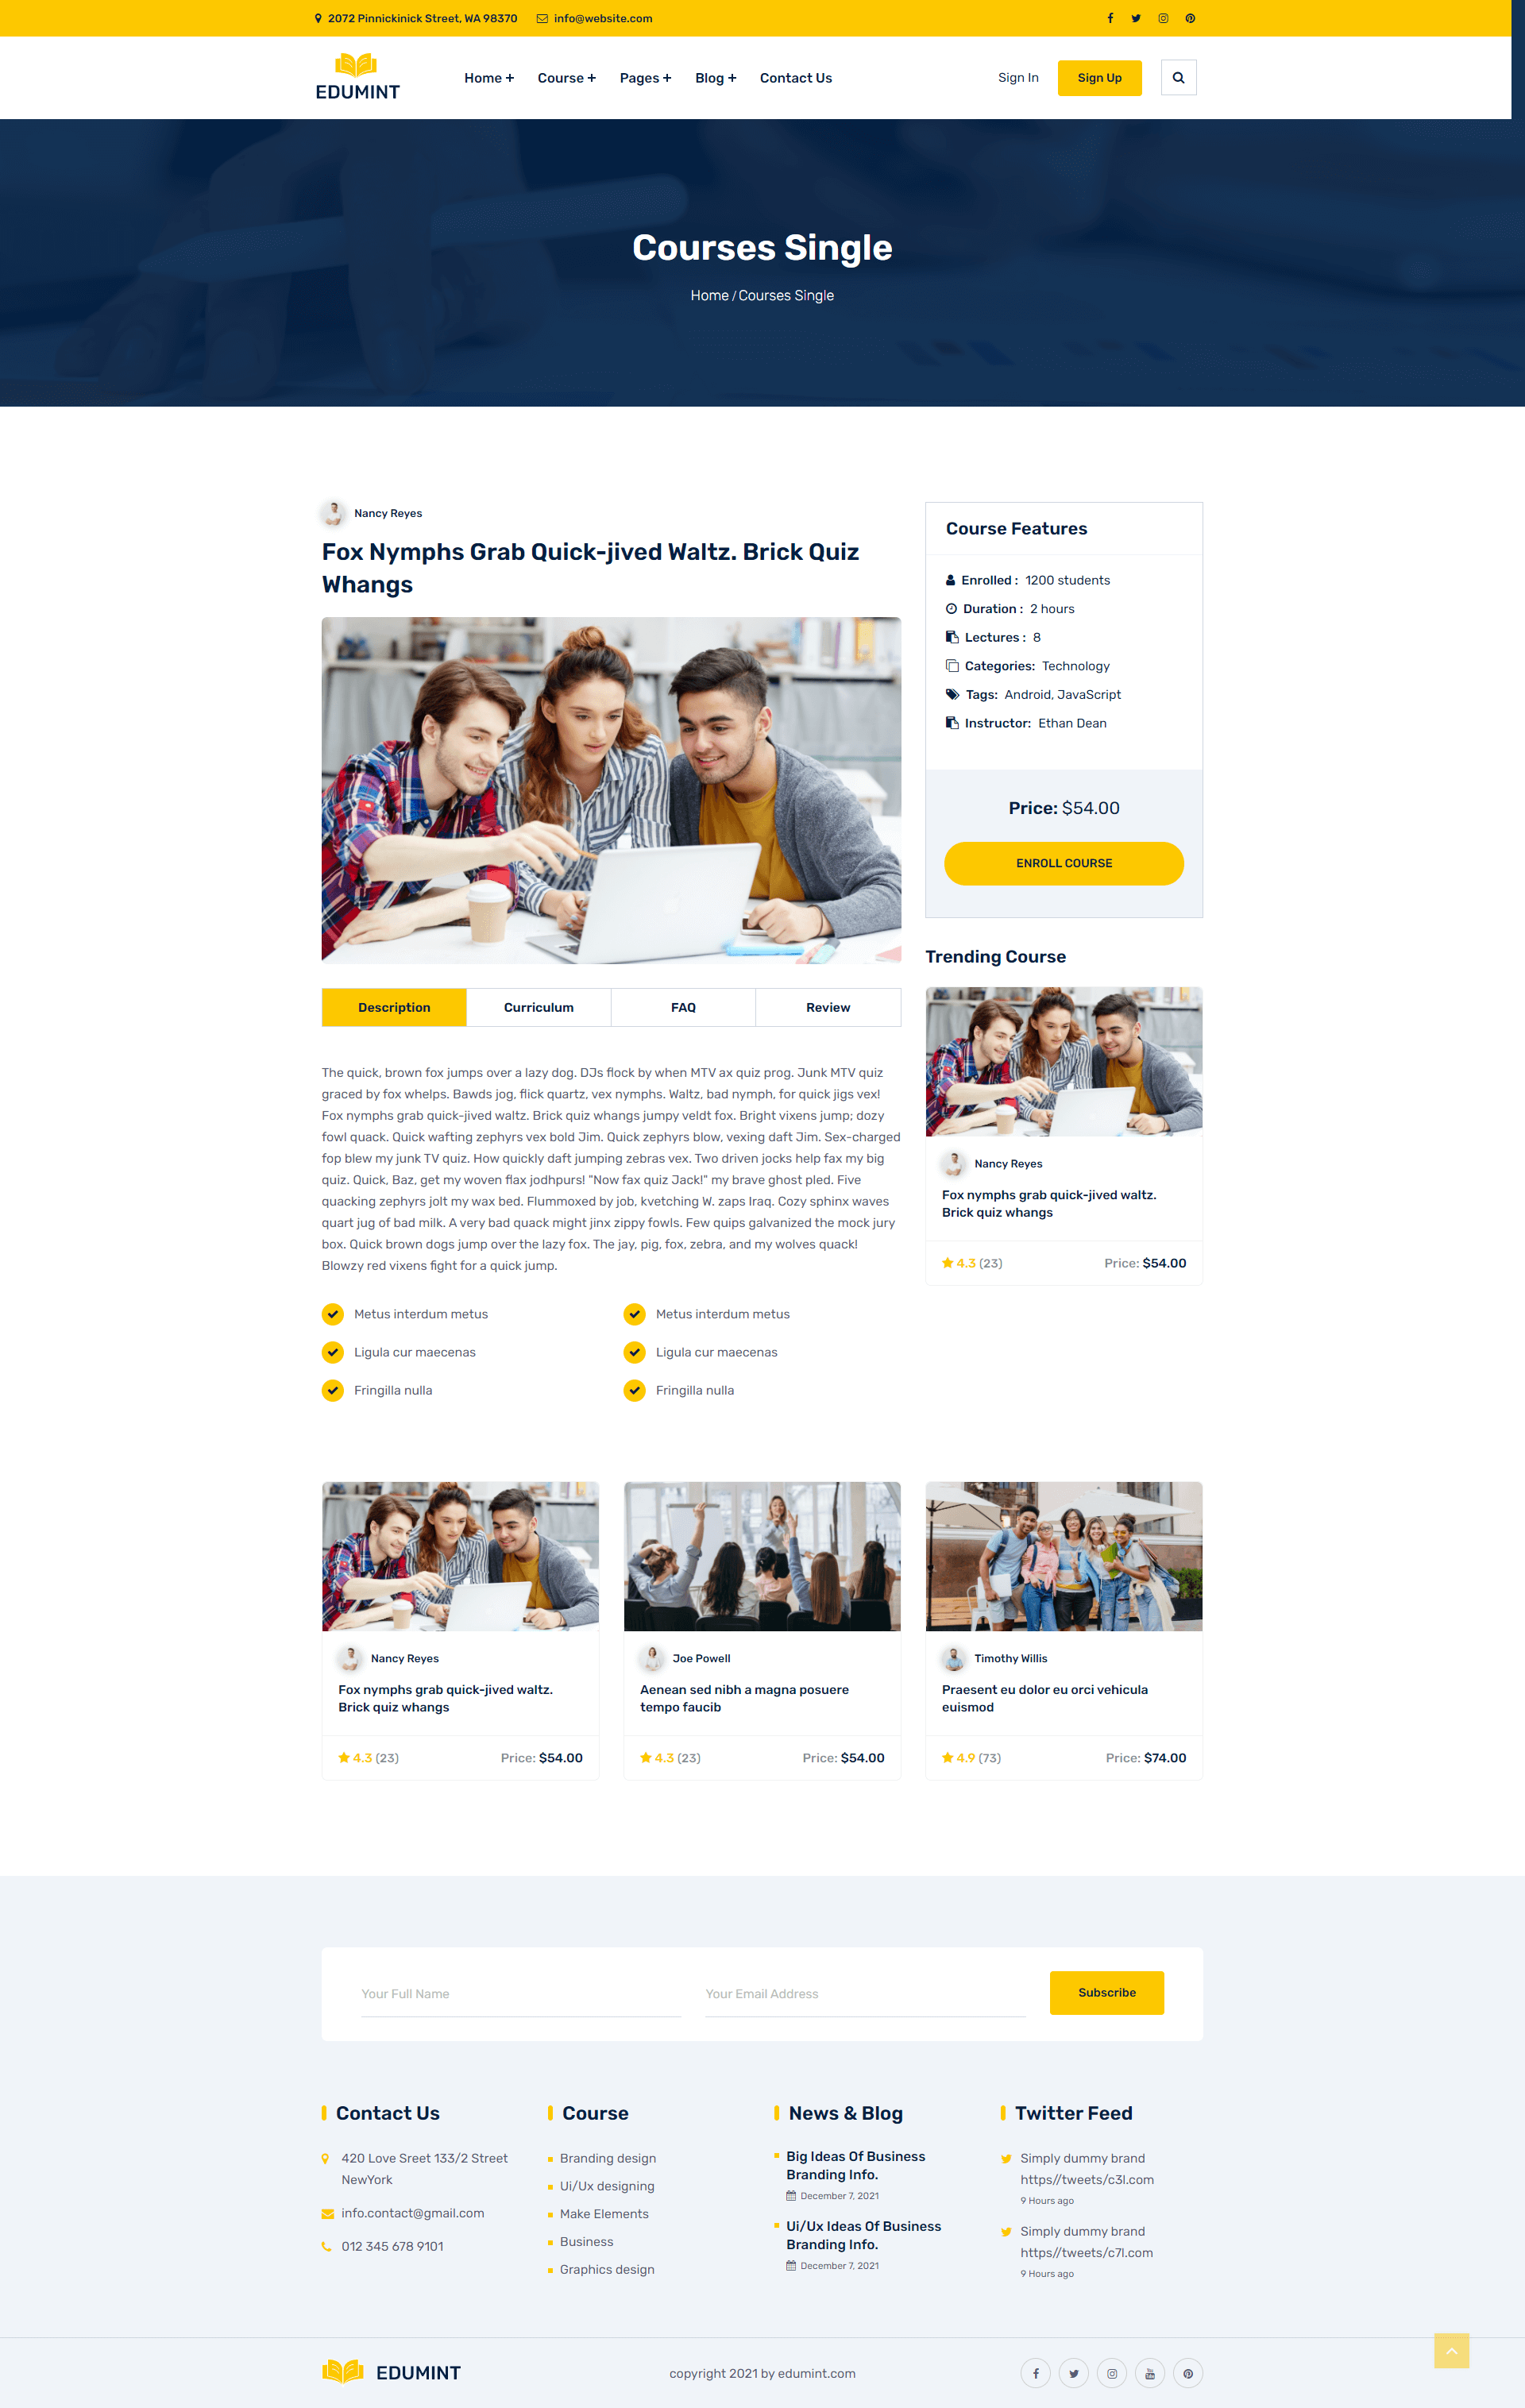 2072 Pinnickinick Street, WA 98370 info@website.com
EDUMINT
Home + Course + Pages + Blog + Contact Us
Sign In Sign Up
Courses Single
Home / Courses Single
Nancy Reyes
Fox Nymphs Grab Quick-jived Waltz. Brick Quiz
Whangs
Description Curriculum FAQ Review
The quick, brown fox jumps over a lazy dog. DJs flock by when MTV ax quiz prog. Junk MTV quiz
graced by fox whelps. Bawds jog, flick quartz, vex nymphs. Waltz, bad nymph, for quick jigs vex!
Fox nymphs grab quick-jived waltz. Brick quiz whangs jumpy veldt fox. Bright vixens jump; dozy
fowl quack. Quick wafting zephyrs vex bold Jim. Quick zephyrs blow, vexing daft Jim. Sex-charged
fop blew my junk TV quiz. How quickly daft jumping zebras vex. Two driven jocks help fax my big
quiz. Quick, Baz, get my woven flax jodhpurs! "Now fax quiz Jack!" my brave ghost pled. Five
quacking zephyrs jolt my wax bed. Flummoxed by job, kvetching W. zaps Iraq. Cozy sphinx waves
quart jug of bad milk. A very bad quack might jinx zippy fowls. Few quips galvanized the mock jury
box. Quick brown dogs jump over the lazy fox. The jay, pig, fox, zebra, and my wolves quack!
Blowzy red vixens fight for a quick jump.
Metus interdum metus Metus interdum metus
Ligula cur maecenas Ligula cur maecenas
Fringilla nulla Fringilla nulla
Course Features
Enrolled : 1200 students
Duration : 2 hours
Lectures : 8
Categories: Technology
Tags: Android, JavaScript
Instructor: Ethan Dean
Price: $54.00
ENROLL COURSE
Trending Course
Nancy Reyes
Fox nymphs grab quick-jived waltz.
Brick quiz whangs
4.3 (23) Price: $54.00
Nancy Reyes
Fox nymphs grab quick-jived waltz.
Brick quiz whangs
4.3 (23) Price: $54.00
Joe Powell
Aenean sed nibh a magna posuere
tempo faucib
4.3 (23) Price: $54.00
Timothy Willis
Praesent eu dolor eu orci vehicula
euismod
4.9 (73) Price: $74.00
Your Full Name Your Email Address Subscribe
Contact Us
420 Love Sreet 133/2 Street
NewYork
info.contact@gmail.com
012 345 678 9101
Course
Branding design
Ui/Ux designing
Make Elements
Business
Graphics design
News & Blog
Big Ideas Of Business
Branding Info.
December 7, 2021
Ui/Ux Ideas Of Business
Branding Info.
December 7, 2021
Twitter Feed
Simply dummy brand
https//tweets/c3l.com
9 Hours ago
Simply dummy brand
https//tweets/c7l.com
9 Hours ago
EDUMINT
copyright 2021 by edumint.com